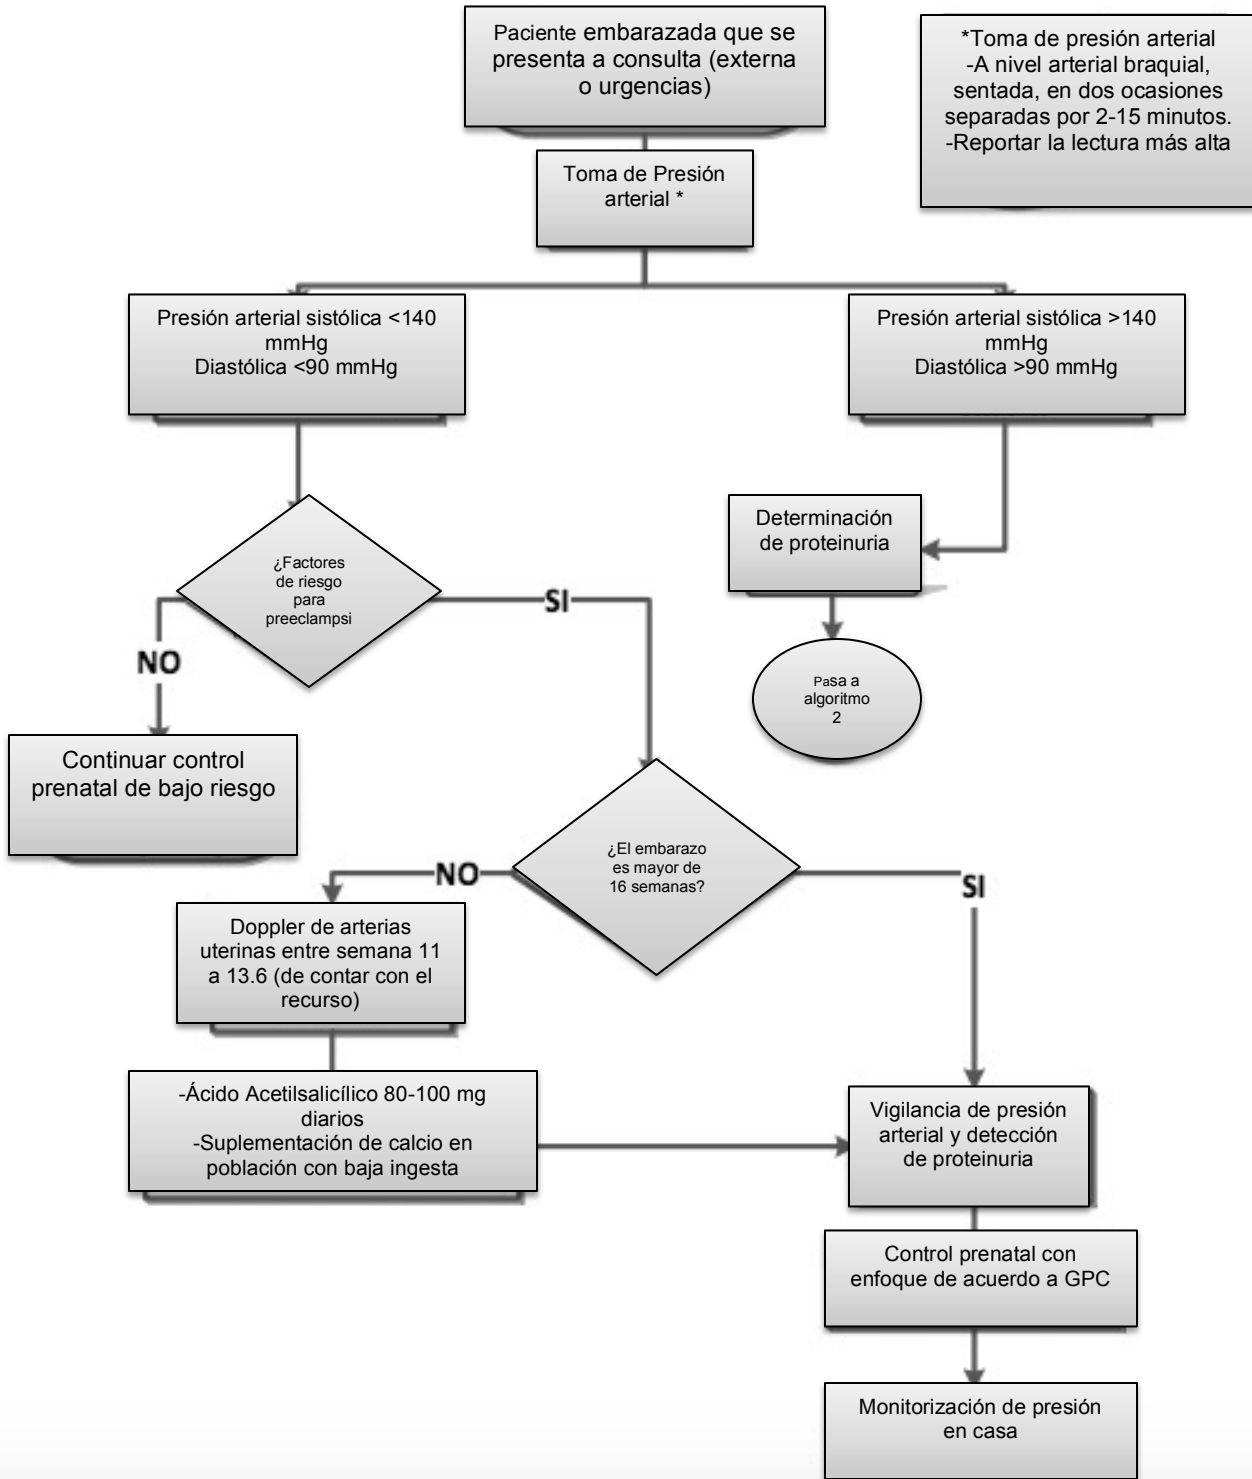 Paciente embarazada que se
presenta a consulta (externa
o urgencias)
*Toma de presión arterial
-A nivel arterial braquial,
sentada, en dos ocasiones
separadas por 2-15 minutos.
-Reportar la lectura más alta
Toma de Presión
arterial *
Presión arterial sistólica <140
mmHg
Diastólica <90 mmHg
Presión arterial sistólica >140
mmHg
Diastólica >90 mmHg
¿Factores
de riesgo
para
preeclampsi
SI
NO
Determinación
de proteinuria
Pasa a
algoritmo
2
Continuar control
prenatal de bajo riesgo
¿El embarazo
es mayor de
16 semanas?
NO
SI
Doppler de arterias
uterinas entre semana 11
a 13.6 (de contar con el
recurso)
-Ácido Acetilsalicílico 80-100 mg
diarios
-Suplementación de calcio en
población con baja ingesta
Vigilancia de presión
arterial y detección
de proteinuria
Control prenatal con
enfoque de acuerdo a GPC
Monitorización de presión
en casa